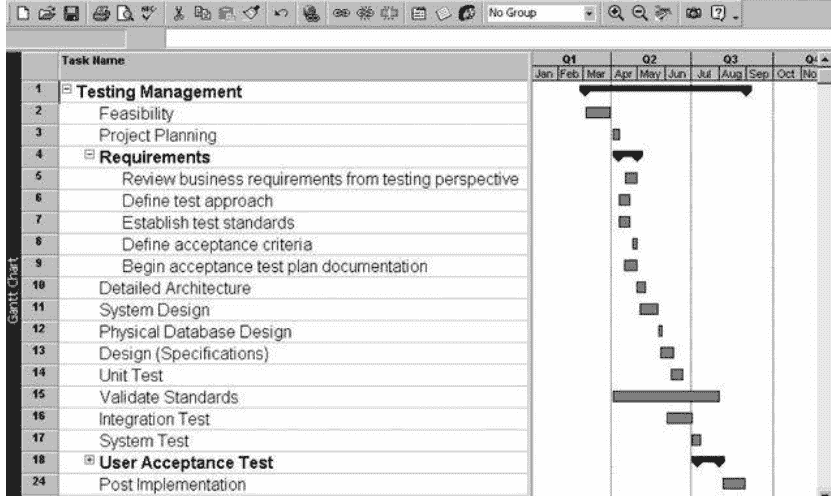 No Group
Task Name Q1 Q2 Q3
Jan Feb Mar Apr May Jun Jul Aug Sep Oct No
1 Testing Management
2 Feasibility
3 Project Planning
4 Requirements
5 Review business requirements from testing perspective
6 Define test approach
7 Establish test standards
8 Define acceptance criteria
9 Begin acceptance test plan documentation
10 Detailed Architecture
11 System Design
12 Physical Database Design
13 Design (Specifications)
14 Unit Test
15 Validate Standards
16 Integration Test
17 System Test
18 User Acceptance Test
24 Post Implementation
Gantt Chart